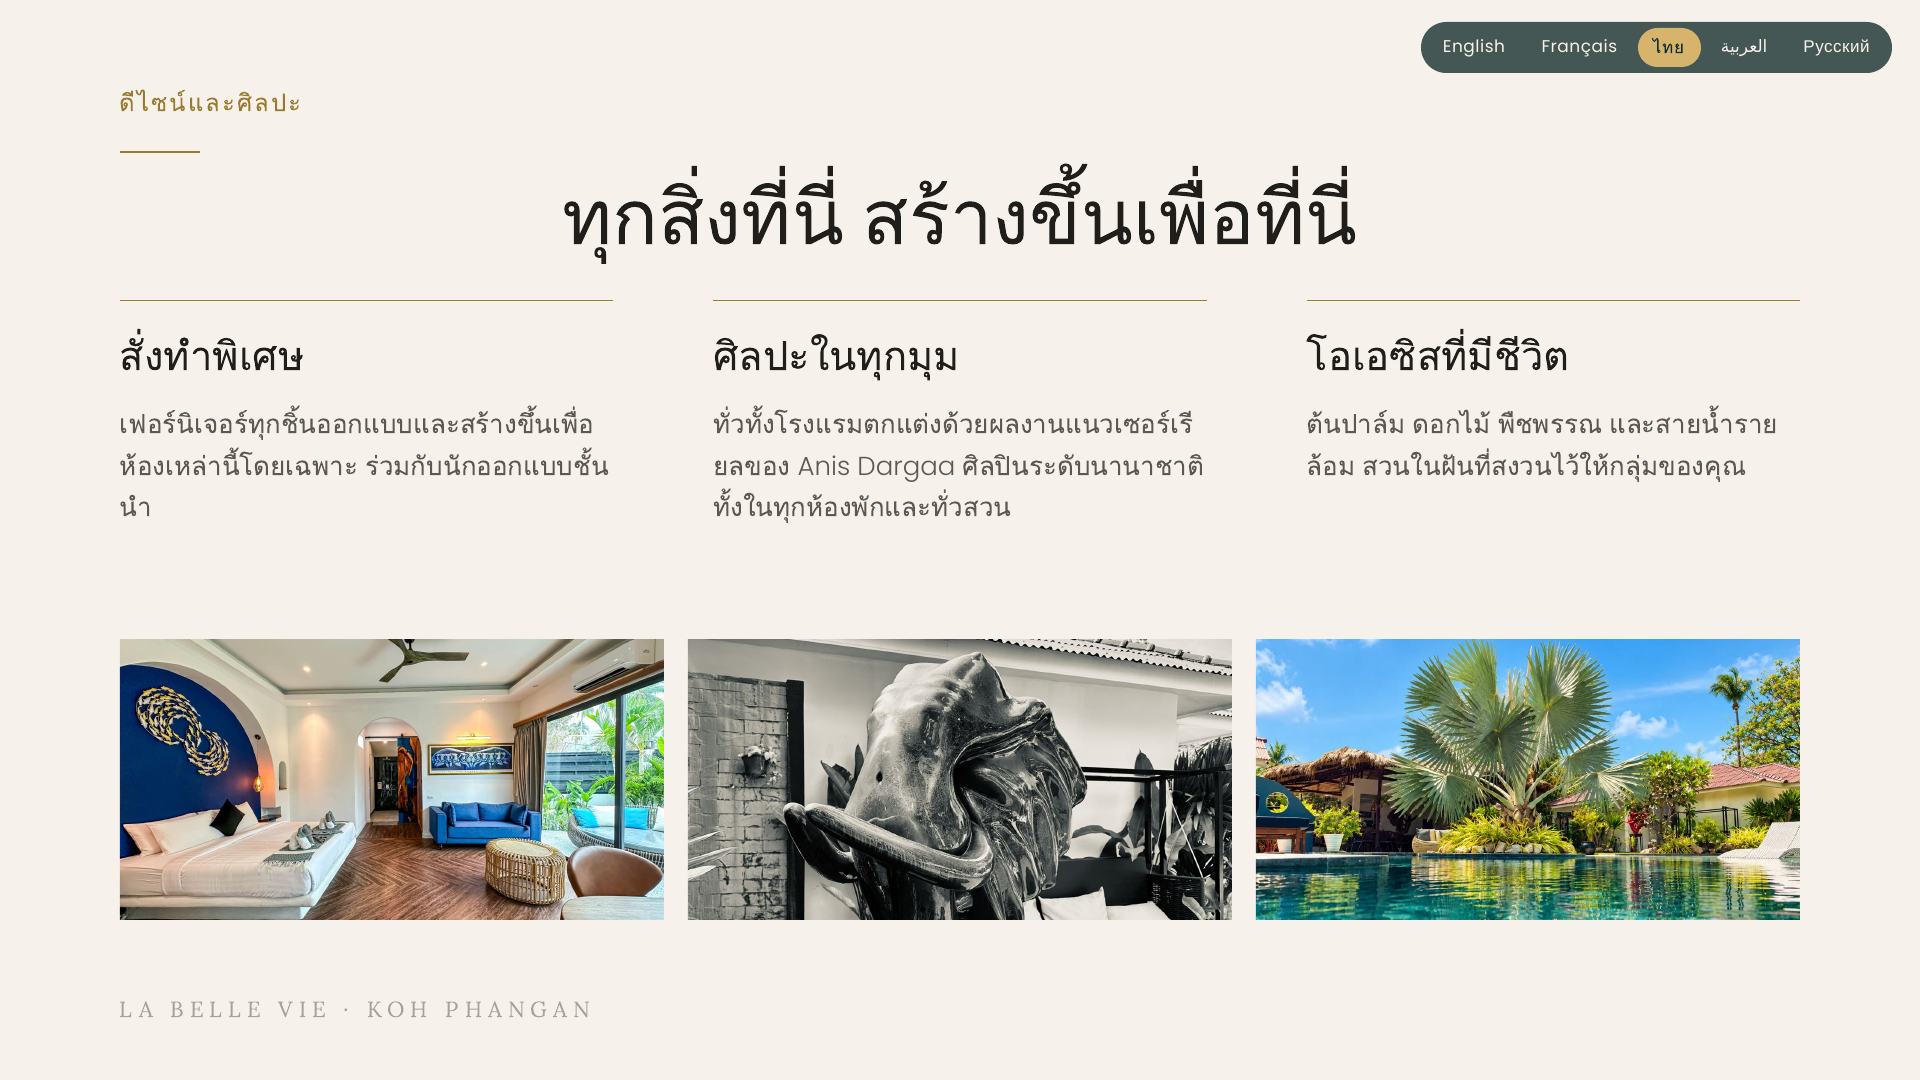 English Français ไทย العربية Русский
ดีไซน์และศิลปะ
ทุกสิ่งที่นี่ สร้างขึ้นเพื่อที่นี่
สั่งทำพิเศษ
เฟอร์นิเจอร์ทุกชิ้นออกแบบและสร้างขึ้นเพื่อ
ห้องเหล่านี้โดยเฉพาะ ร่วมกับนักออกแบบชั้น
นำ
ศิลปะในทุกมุม
ทั่วทั้งโรงแรมตกแต่งด้วยผลงานแนวเซอร์เรี
ยลของ Anis Dargaa ศิลปินระดับนานาชาติ
ทั้งในทุกห้องพักและทั่วสวน
โอเอซิสที่มีชีวิต
ต้นปาล์ม ดอกไม้ พืชพรรณ และสายน้ำราย
ล้อม สวนในฝันที่สงวนไว้ให้กลุ่มของคุณ
LA BELLE VIE · KOH PHANGAN